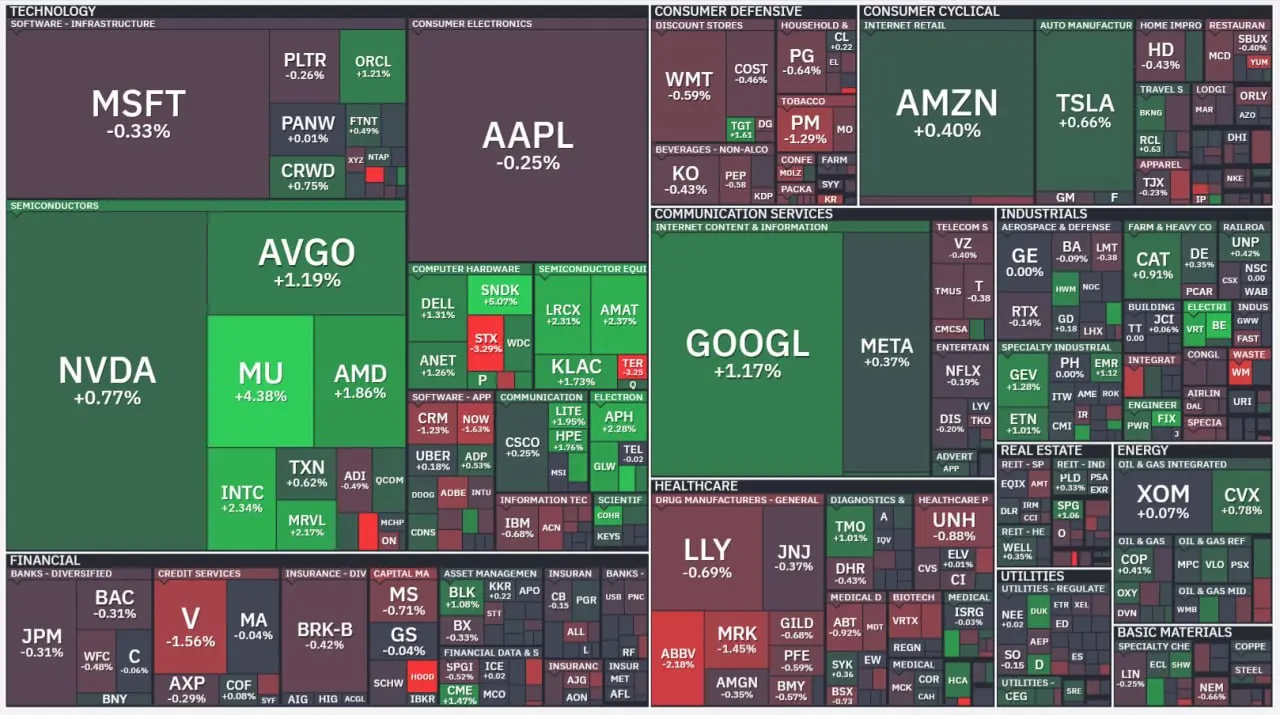 TECHNOLOGY
SOFTWARE - INFRASTRUCTURE
MSFT
-0.33%
PLTR
-0.26%
ORCL
+1.21%
PANW
+0.01%
FTNT
+0.49%
CRWD
+0.75%
XYZ
NTAP
CONSUMER ELECTRONICS
AAPL
-0.25%
SEMICONDUCTORS
NVDA
+0.77%
AVGO
+1.19%
MU
+4.38%
AMD
+1.86%
INTC
+2.34%
TXN
+0.62%
ADI
-0.49%
QCOM
MRVL
+2.17%
MCHP
ON
COMPUTER HARDWARE
DELL
+1.31%
SNDK
+5.07%
STX
-3.29%
WDC
ANET
+1.26%
P
SEMICONDUCTOR EQUI
LRCX
+2.31%
AMAT
+2.37%
KLAC
+1.73%
TER
-3.25
Q
SOFTWARE - APP
CRM
-1.23%
NOW
-1.63%
UBER
+0.18%
ADP
+0.53%
DDOG
ADBE
INTU
CDNS
COMMUNICATION
CSCO
+0.25%
LITE
+1.95%
HPE
+1.76%
MSI
ELECTRON
APH
+2.28%
TEL
-0.02
GLW
INFORMATION TEC
IBM
-0.68%
ACN
SCIENTIF
COHR
KEYS
FINANCIAL
BANKS - DIVERSIFIED
JPM
-0.31%
BAC
-0.31%
WFC
-0.48%
C
-0.06%
BNY
CREDIT SERVICES
V
-1.56%
MA
-0.04%
AXP
-0.29%
COF
+0.08%
SYF
INSURANCE - DIV
BRK-B
-0.42%
AIG
HIG
ACGL
CAPITAL MA
MS
-0.71%
GS
-0.04%
SCHW
HOOD
IBKR
ASSET MANAGEMEN
BLK
+1.08%
KKR
+0.22
APO
BX
-0.33%
STT
FINANCIAL DATA & S
SPGI
-0.52%
ICE
+0.02
CME
+1.47%
MCO
INSURAN
CB
-0.15
PGR
ALL
L
BANKS -
USB
PNC
RF
INSURANC
AJG
AON
INSUR
MET
AFL
CONSUMER DEFENSIVE
DISCOUNT STORES
WMT
-0.59%
COST
-0.46%
TGT
+1.61
DG
HOUSEHOLD &
PG
-0.64%
CL
+0.22
EL
TOBACCO
PM
-1.29%
MO
BEVERAGES - NON-ALCO
KO
-0.43%
PEP
-0.58
KDP
CONFE
MDLZ
FARM
SYY
PACKA
KR
CONSUMER CYCLICAL
INTERNET RETAIL
AMZN
+0.40%
AUTO MANUFACTUR
TSLA
+0.66%
GM
F
HOME IMPRO
HD
-0.43%
RESTAURAN
MCD
SBUX
-0.40%
YUM
TRAVEL S
BKNG
RCL
+0.63
LODGI
MAR
ORLY
AZO
DHI
APPAREL
TJX
-0.23%
NKE
IP
COMMUNICATION SERVICES
INTERNET CONTENT & INFORMATION
GOOGL
+1.17%
META
+0.37%
TELECOM S
VZ
-0.40%
TMUS
T
-0.38
CMCSA
ENTERTAIN
NFLX
-0.19%
DIS
-0.20%
LYV
TKO
ADVERT
APP
INDUSTRIALS
AEROSPACE & DEFENSE
GE
0.00%
BA
-0.09%
LMT
-0.38
HWM
NOC
RTX
-0.14%
GD
+0.18
LHX
FARM & HEAVY CO
CAT
+0.91%
DE
+0.35%
PCAR
RAILROA
UNP
+0.42%
CSX
NSC
0.00
WAB
BUILDING
TT
0.00
JCI
+0.06%
ELECTRI
VRT
BE
INDUS
GWW
FAST
SPECIALTY INDUSTRIAL
GEV
+1.28%
PH
0.00%
EMR
+1.12
ETN
+1.01%
ITW
AME
ROK
CMI
IR
INTEGRAT
CONGL
WASTE
WM
ENGINEER
PWR
FIX
J
AIRLIN
DAL
URI
SPECIA
HEALTHCARE
DRUG MANUFACTURERS - GENERAL
LLY
-0.69%
JNJ
-0.37%
ABBV
-2.18%
MRK
-1.45%
GILD
-0.68%
PFE
-0.59%
AMGN
-0.35%
BMY
-0.57%
DIAGNOSTICS &
TMO
+1.01%
A
IQV
DHR
-0.43%
HEALTHCARE P
UNH
-0.88%
CVS
ELV
+0.01%
CI
MEDICAL D
ABT
-0.92%
MDT
SYK
+0.36
EW
BSX
-0.73
BIOTECH
VRTX
REGN
MEDICAL
ISRG
-0.03%
MEDICAL
MCK
COR
CAH
HCA
REAL ESTATE
REIT - SP
EQIX
AMT
DLR
IRM
CCI
REIT - IND
PLD
+0.33%
PSA
EXR
SPG
+1.06
O
REIT - HE
WELL
+0.35%
UTILITIES
UTILITIES - REGULATE
NEE
+0.02
DUK
ETR
XEL
ED
AEP
SO
-0.15
D
ES
UTILITIES -
CEG
SRE
ENERGY
OIL & GAS INTEGRATED
XOM
+0.07%
CVX
+0.78%
OIL & GAS
COP
+0.41%
OXY
DVN
OIL & GAS REF
MPC
VLO
PSX
OIL & GAS MID
WMB
BASIC MATERIALS
SPECIALTY CHE
LIN
-0.25%
ECL
SHW
COPPE
STEEL
NEM
-0.66%